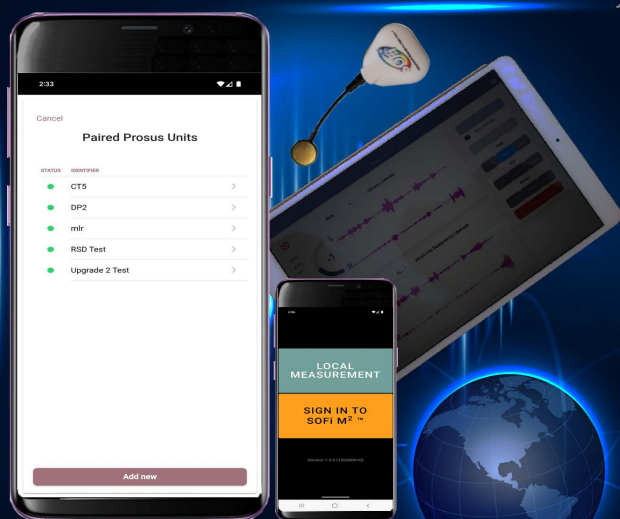 2:33
Cancel
Paired Prosus Units
STATUS IDENTIFIER
CT5
DP2
mlr
RSD Test
Upgrade 2 Test
Add new
LOCAL
MEASUREMENT
SIGN IN TO
SOFi M² ™